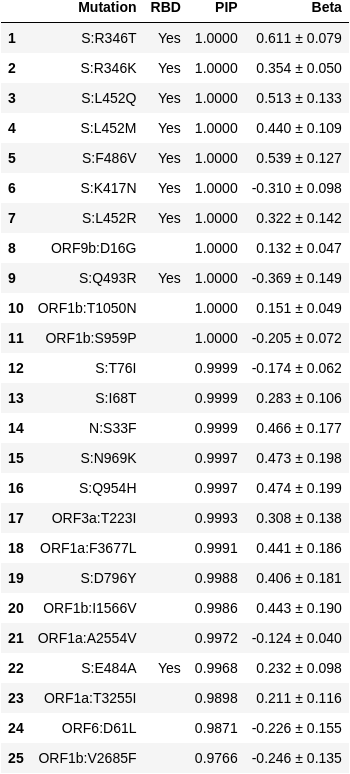 Mutation RBD PIP Beta
1 S:R346T Yes 1.0000 0.611 ± 0.079
2 S:R346K Yes 1.0000 0.354 ± 0.050
3 S:L452Q Yes 1.0000 0.513 ± 0.133
4 S:L452M Yes 1.0000 0.440 ± 0.109
5 S:F486V Yes 1.0000 0.539 ± 0.127
6 S:K417N Yes 1.0000 -0.310 ± 0.098
7 S:L452R Yes 1.0000 0.322 ± 0.142
8 ORF9b:D16G 1.0000 0.132 ± 0.047
9 S:Q493R Yes 1.0000 -0.369 ± 0.149
10 ORF1b:T1050N 1.0000 0.151 ± 0.049
11 ORF1b:S959P 1.0000 -0.205 ± 0.072
12 S:T76I 0.9999 -0.174 ± 0.062
13 S:I68T 0.9999 0.283 ± 0.106
14 N:S33F 0.9999 0.466 ± 0.177
15 S:N969K 0.9997 0.473 ± 0.198
16 S:Q954H 0.9997 0.474 ± 0.199
17 ORF3a:T223I 0.9993 0.308 ± 0.138
18 ORF1a:F3677L 0.9991 0.441 ± 0.186
19 S:D796Y 0.9988 0.406 ± 0.181
20 ORF1b:I1566V 0.9986 0.443 ± 0.190
21 ORF1a:A2554V 0.9972 -0.124 ± 0.040
22 S:E484A Yes 0.9968 0.232 ± 0.098
23 ORF1a:T3255I 0.9898 0.211 ± 0.116
24 ORF6:D61L 0.9871 -0.226 ± 0.155
25 ORF1b:V2685F 0.9766 -0.246 ± 0.135